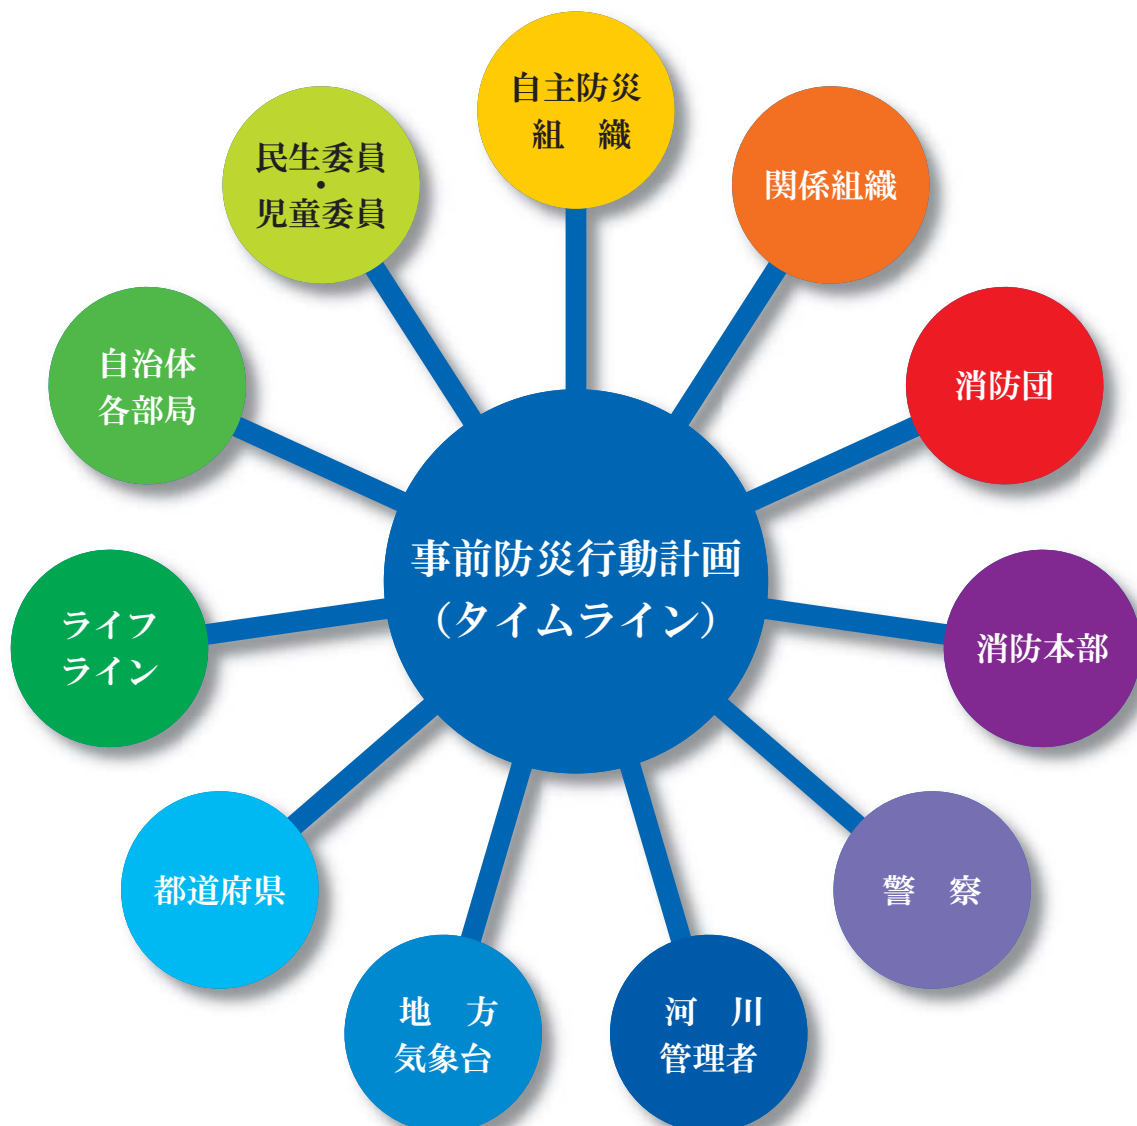 自主防災
組　織
関係組織
消防団
消防本部
警　察
河　川
管理者
地　方
気象台
都道府県
ライフ
ライン
自治体
各部局
民生委員
・
児童委員
事前防災行動計画
（タイムライン）